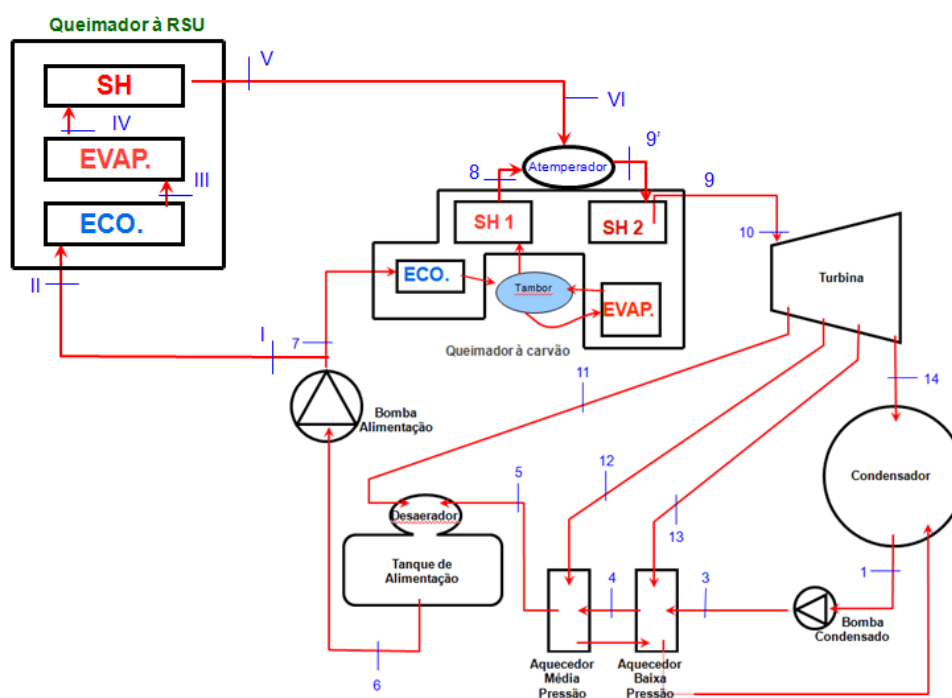 Queimador à RSU
SH
V
VI
IV
EVAP.
III
ECO.
II
I
Atemperador
8
9'
9
SH 1
SH 2
10
Turbina
ECO.
Tambor
EVAP.
Queimador à carvão
7
Bomba
Alimentação
11
14
12
13
Condensador
5
Desaerador
Tanque de
Alimentação
4
3
1
Bomba
Condensado
6
Aquecedor
Média
Pressão
Aquecedor
Baixa
Pressão